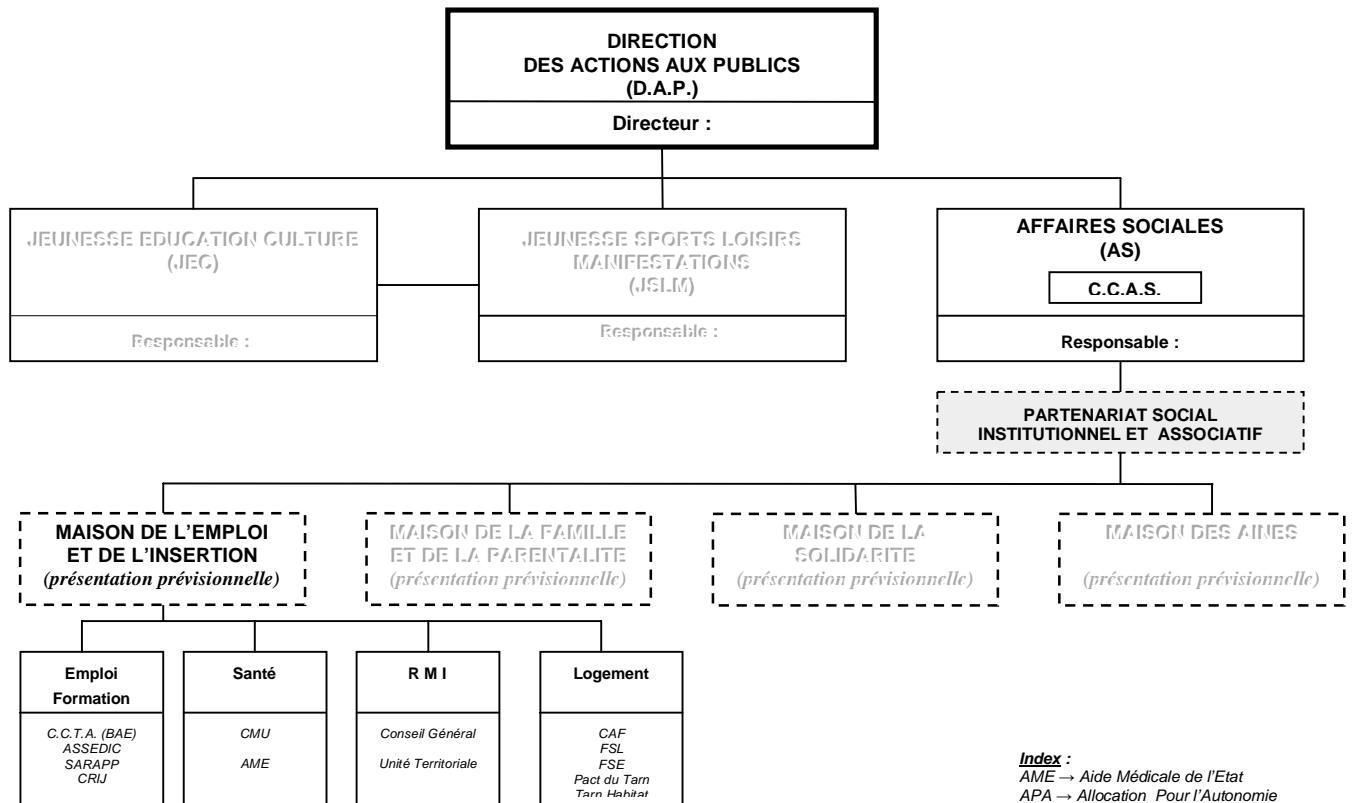 DIRECTION
DES ACTIONS AUX PUBLICS
(D.A.P.)
Directeur :
JEUNESSE EDUCATION CULTURE
(JEC)
Responsable :
JEUNESSE SPORTS LOISIRS
MANIFESTATIONS
(JSLM)
Responsable :
AFFAIRES SOCIALES
(AS)
C.C.A.S.
Responsable :
PARTENARIAT SOCIAL
INSTITUTIONNEL ET ASSOCIATIF
MAISON DE L'EMPLOI
ET DE L'INSERTION
(présentation prévisionnelle)
MAISON DE LA FAMILLE
ET DE LA PARENTALITE
(présentation prévisionnelle)
MAISON DE LA
SOLIDARITE
(présentation prévisionnelle)
MAISON DES AINES
(présentation prévisionnelle)
Emploi
Formation
C.C.T.A. (BAE)
ASSEDIC
SARAPP
CRIJ
Santé
CMU
AME
R M I
Conseil Général
Unité Territoriale
Logement
CAF
FSL
FSE
Pact du Tarn
Tarn Habitat
Index :
AME → Aide Médicale de l'Etat
APA → Allocation Pour l'Autonomie